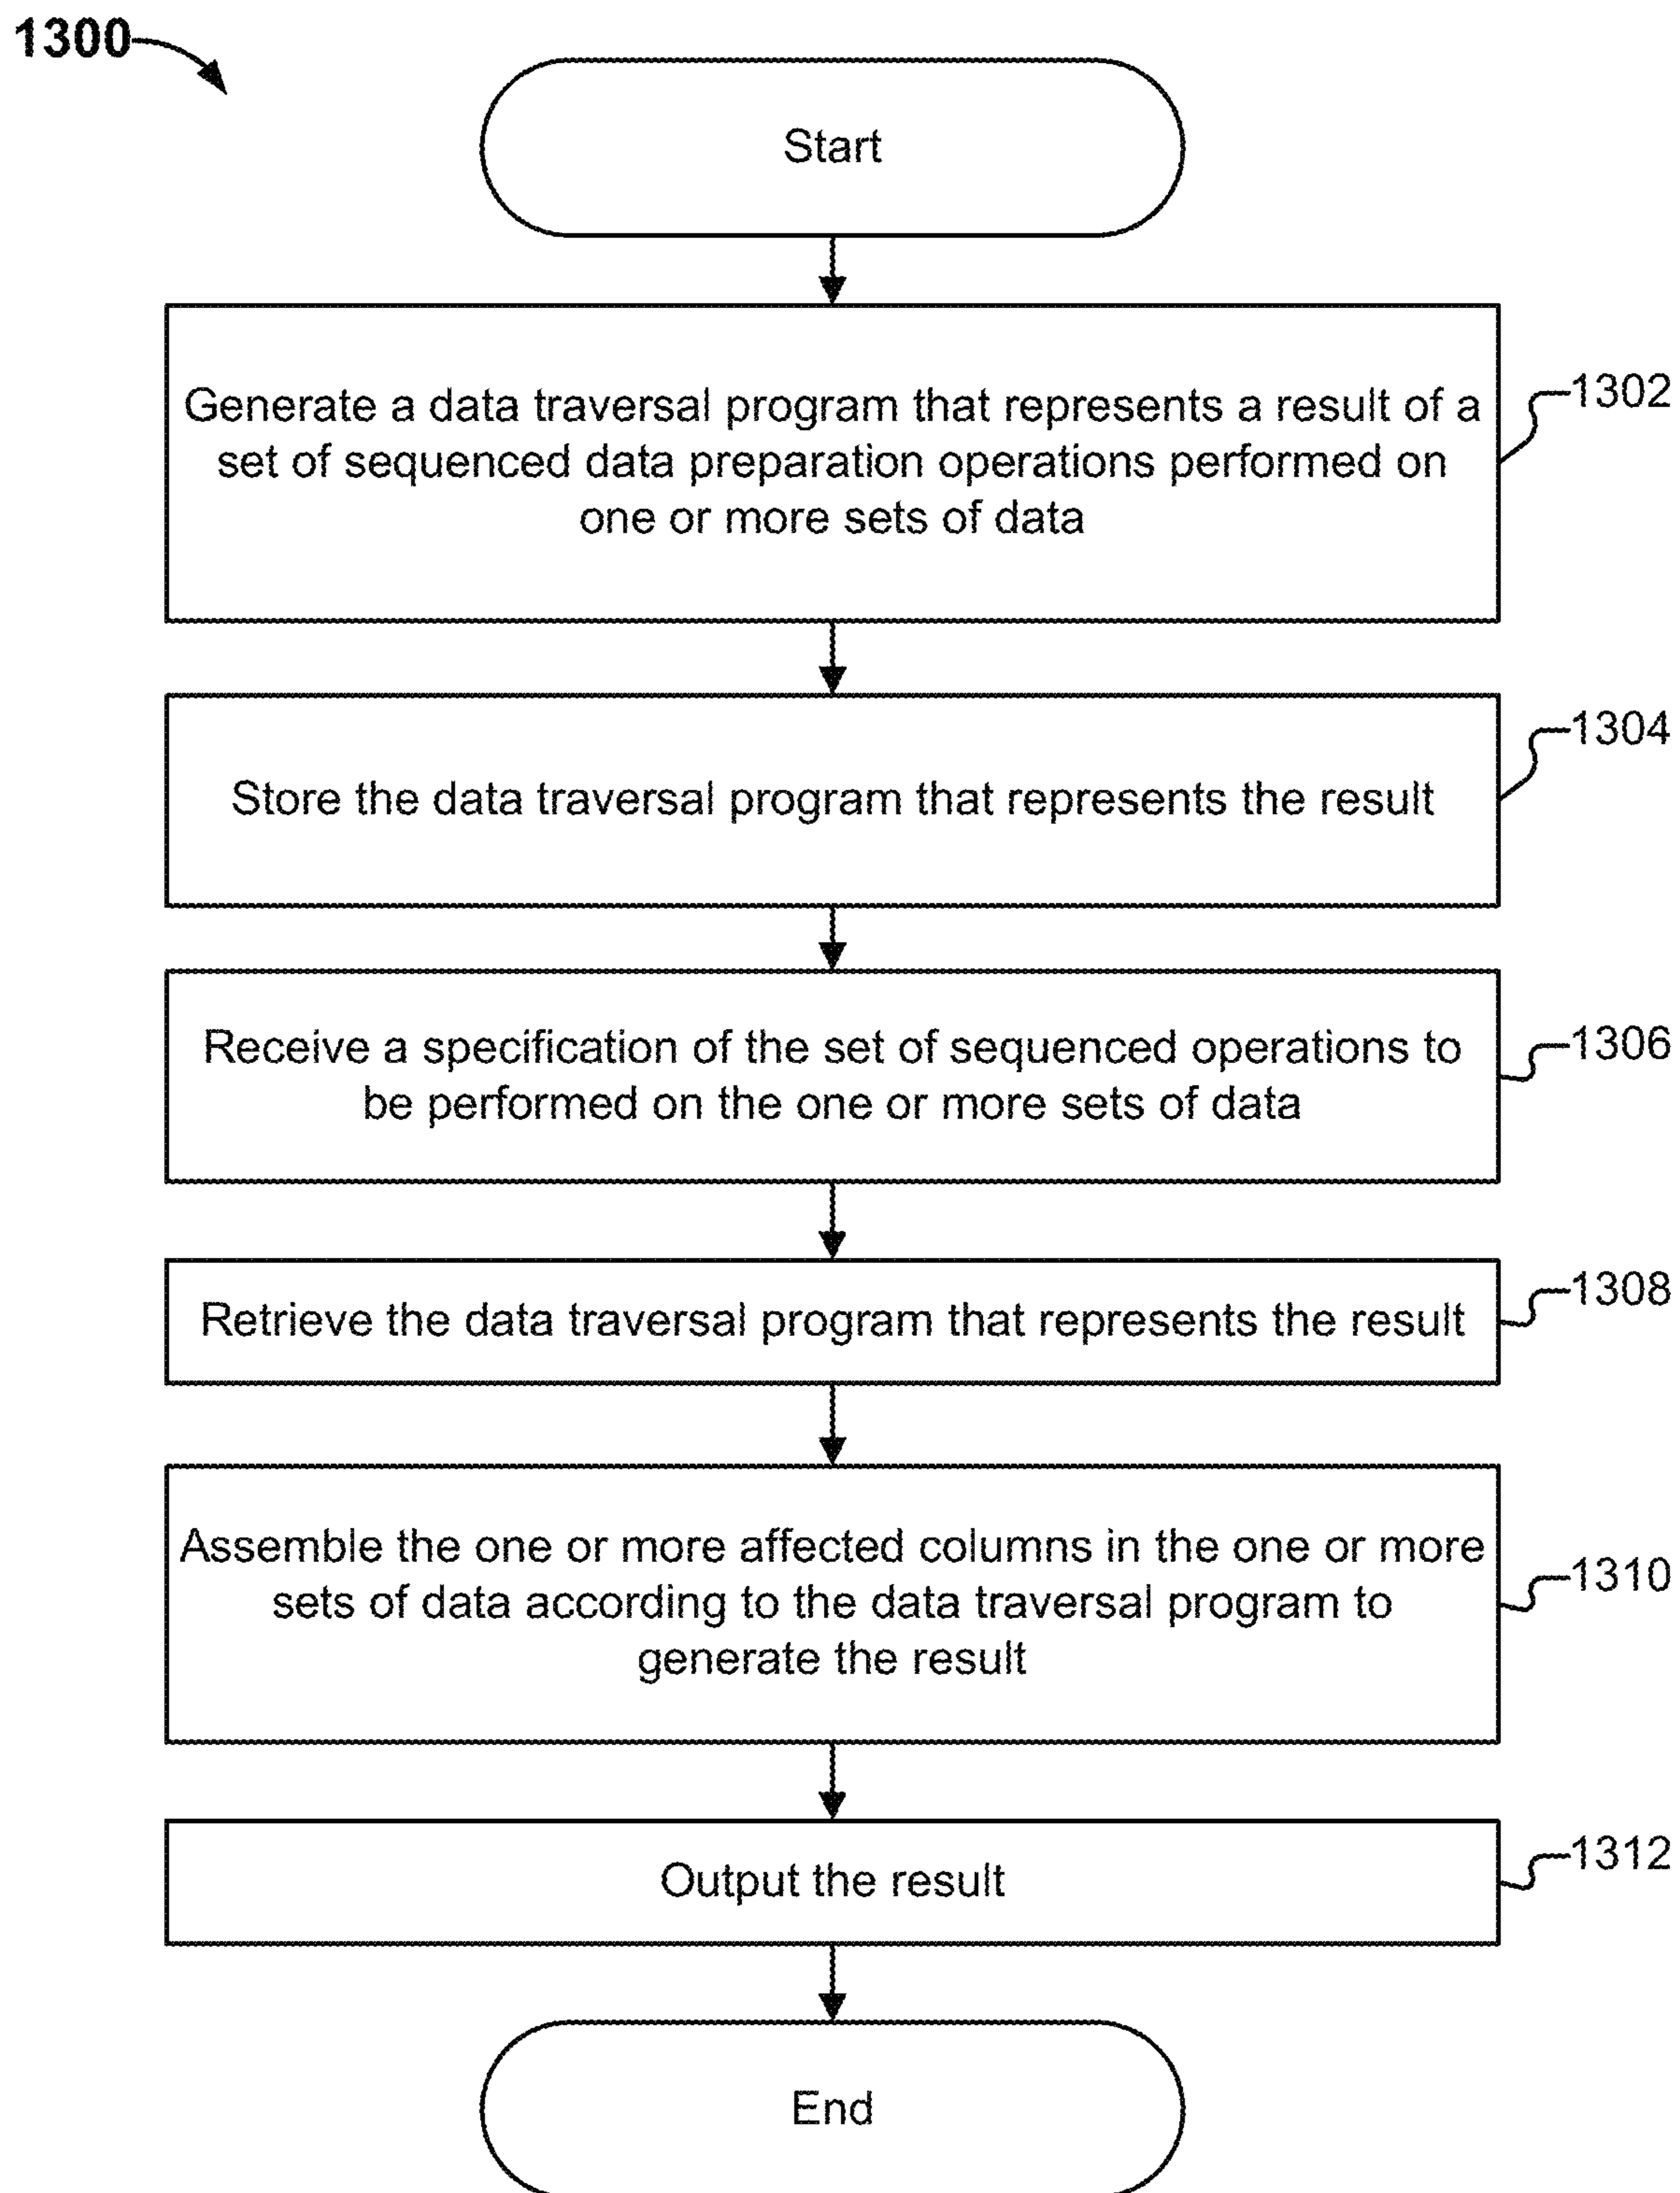 1300
Start
Generate a data traversal program that represents a result of a
set of sequenced data preparation operations performed on
one or more sets of data
1302
Store the data traversal program that represents the result
1304
Receive a specification of the set of sequenced operations to
be performed on the one or more sets of data
1306
Retrieve the data traversal program that represents the result
1308
Assemble the one or more affected columns in the one or more
sets of data according to the data traversal program to
generate the result
1310
Output the result
1312
End